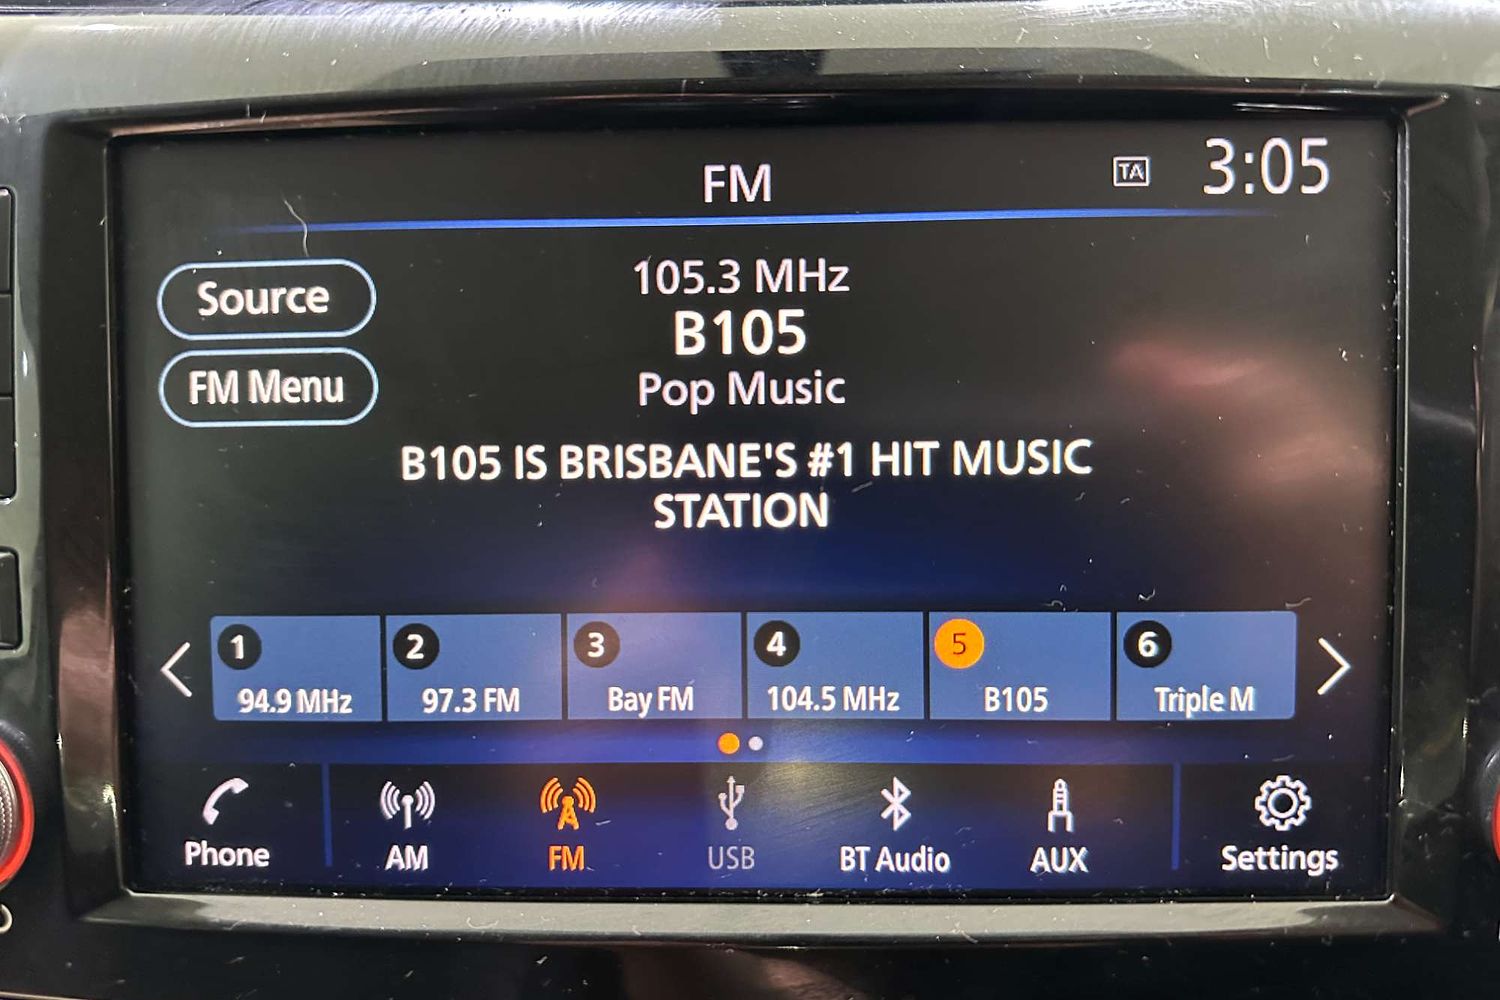 FM
TA
3:05
Source
FM Menu
105.3 MHz
B105
Pop Music
B105 IS BRISBANE'S #1 HIT MUSIC
STATION
1
94.9 MHz
2
97.3 FM
3
Bay FM
4
104.5 MHz
5
B105
6
Triple M
Phone
AM
FM
USB
BT Audio
AUX
Settings